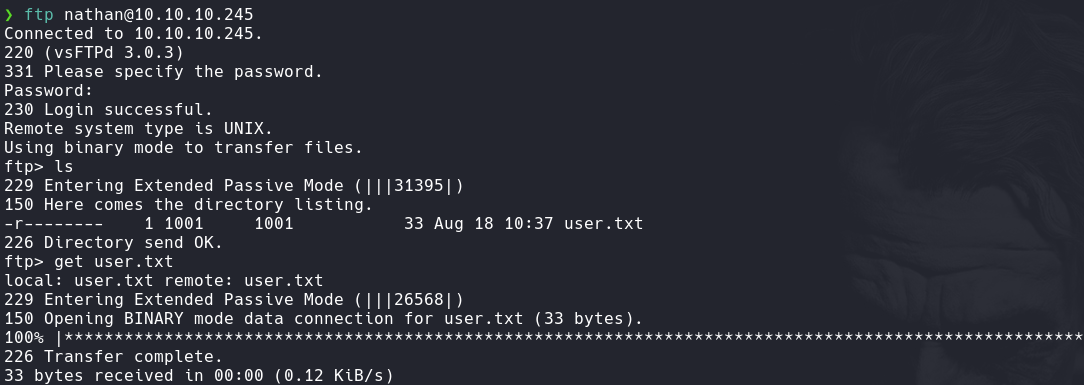 ❯ ftp nathan@10.10.10.245
Connected to 10.10.10.245.
220 (vsFTPd 3.0.3)
331 Please specify the password.
Password:
230 Login successful.
Remote system type is UNIX.
Using binary mode to transfer files.
ftp> ls
229 Entering Extended Passive Mode (|||31395|)
150 Here comes the directory listing.
-r--------    1 1001     1001           33 Aug 18 10:37 user.txt
226 Directory send OK.
ftp> get user.txt
local: user.txt remote: user.txt
229 Entering Extended Passive Mode (|||26568|)
150 Opening BINARY mode data connection for user.txt (33 bytes).
100% |******************************************************************************************************
226 Transfer complete.
33 bytes received in 00:00 (0.12 KiB/s)